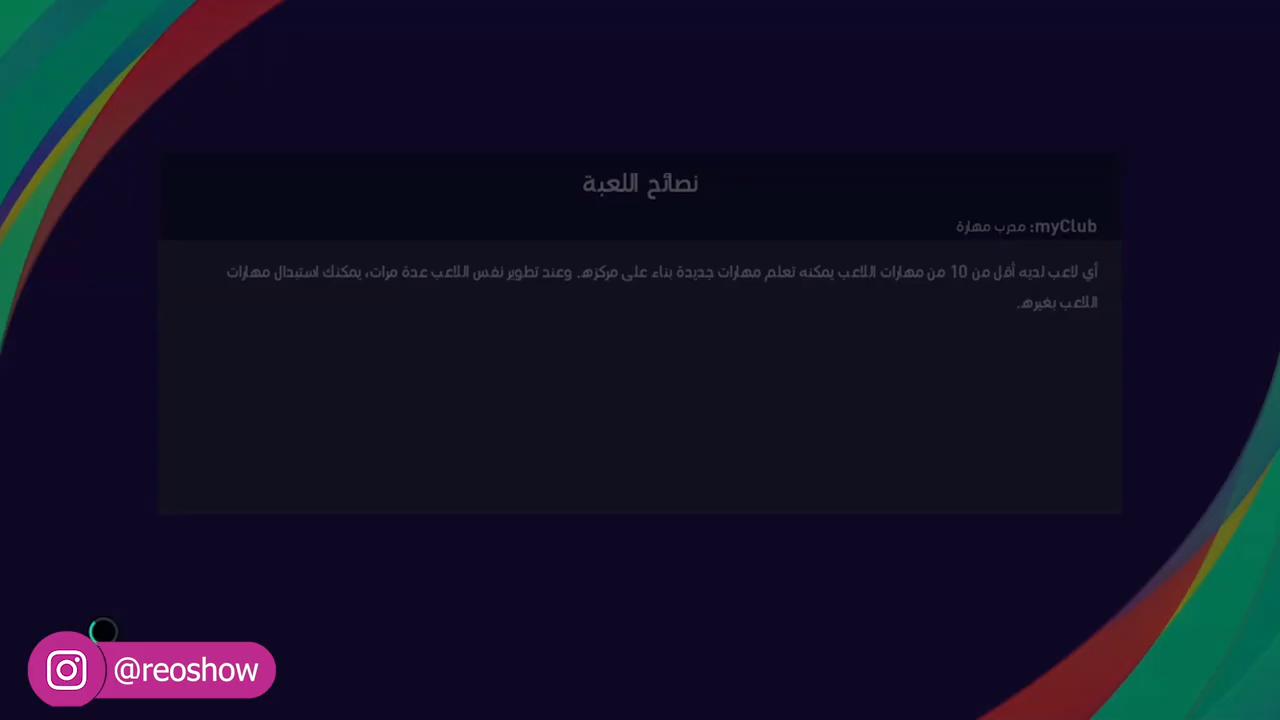 نصائح اللعبة
myClub: مدرب مهارة
أي لاعب لديه أقل من 10 من مهارات اللاعب يمكنه تعلم مهارات جديدة بناء على مركزه. وعند تطوير نفس اللاعب عدة مرات، يمكنك استبدال مهارات
اللاعب بغيره.
@reoshow